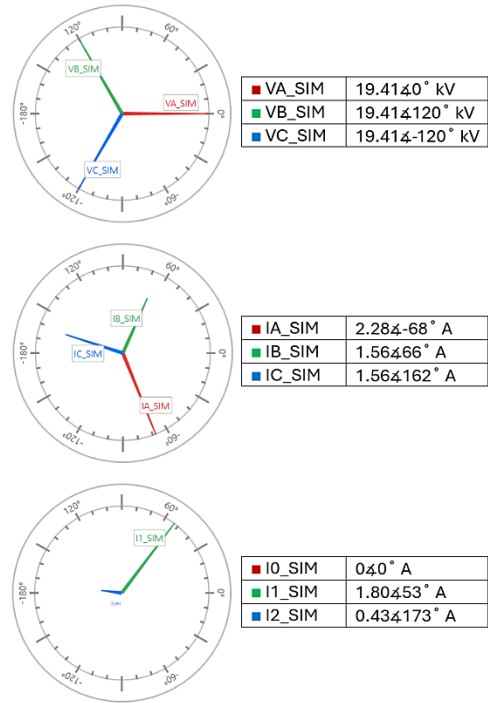 120°
60°
VB_SIM
VA_SIM
-180°
0°
VC_SIM
-120°
-60°
VA_SIM 19.41∡0° kV
VB_SIM 19.41∡120° kV
VC_SIM 19.41∡-120° kV
120°
60°
IB_SIM
IC_SIM
-180°
0°
IA_SIM
-120°
-60°
IA_SIM 2.28∡-68° A
IB_SIM 1.56∡66° A
IC_SIM 1.56∡162° A
120°
60°
I1_SIM
-180°
0°
-120°
-60°
I0_SIM 0∡0° A
I1_SIM 1.80∡53° A
I2_SIM 0.43∡173° A